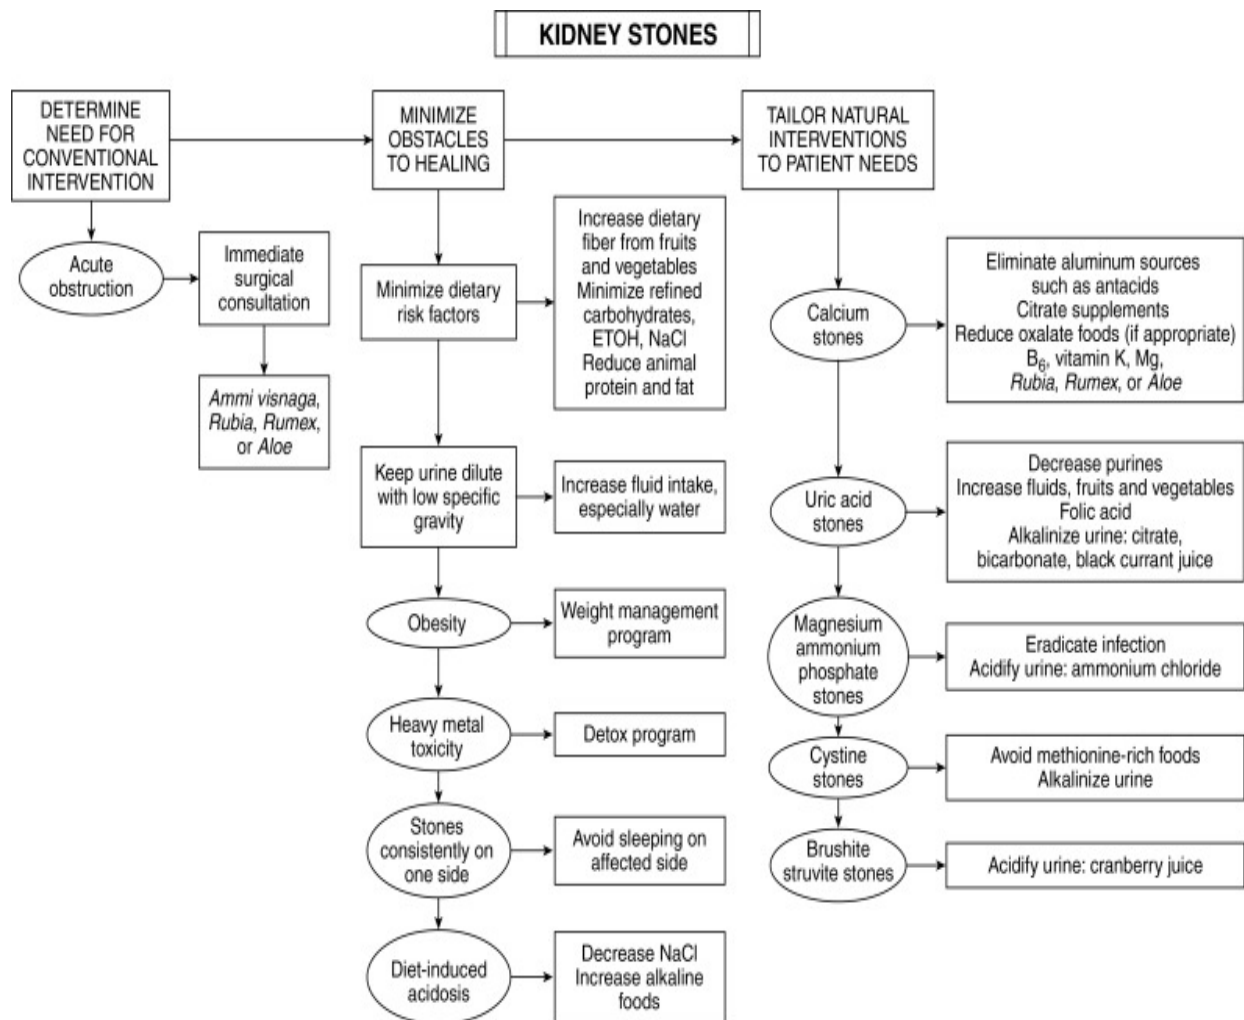 KIDNEY STONES
DETERMINE
NEED FOR
CONVENTIONAL
INTERVENTION
Acute
obstruction
Immediate
surgical
consultation
Ammi visnaga,
Rubia, Rumex,
or Aloe
MINIMIZE
OBSTACLES
TO HEALING
Minimize dietary
risk factors
Increase dietary
fiber from fruits
and vegetables
Minimize refined
carbohydrates,
ETOH, NaCl
Reduce animal
protein and fat
Keep urine dilute
with low specific
gravity
Increase fluid intake,
especially water
Obesity
Weight management
program
Heavy metal
toxicity
Detox program
Stones
consistently on
one side
Avoid sleeping on
affected side
Diet-induced
acidosis
Decrease NaCl
Increase alkaline
foods
TAILOR NATURAL
INTERVENTIONS
TO PATIENT NEEDS
Calcium
stones
Eliminate aluminum sources
such as antacids
Citrate supplements
Reduce oxalate foods (if appropriate)
B6, vitamin K, Mg,
Rubia, Rumex, or Aloe
Uric acid
stones
Decrease purines
Increase fluids, fruits and vegetables
Folic acid
Alkalinize urine: citrate,
bicarbonate, black currant juice
Magnesium
ammonium
phosphate
stones
Eradicate infection
Acidify urine: ammonium chloride
Cystine
stones
Avoid methionine-rich foods
Alkalinize urine
Brushite
struvite stones
Acidify urine: cranberry juice